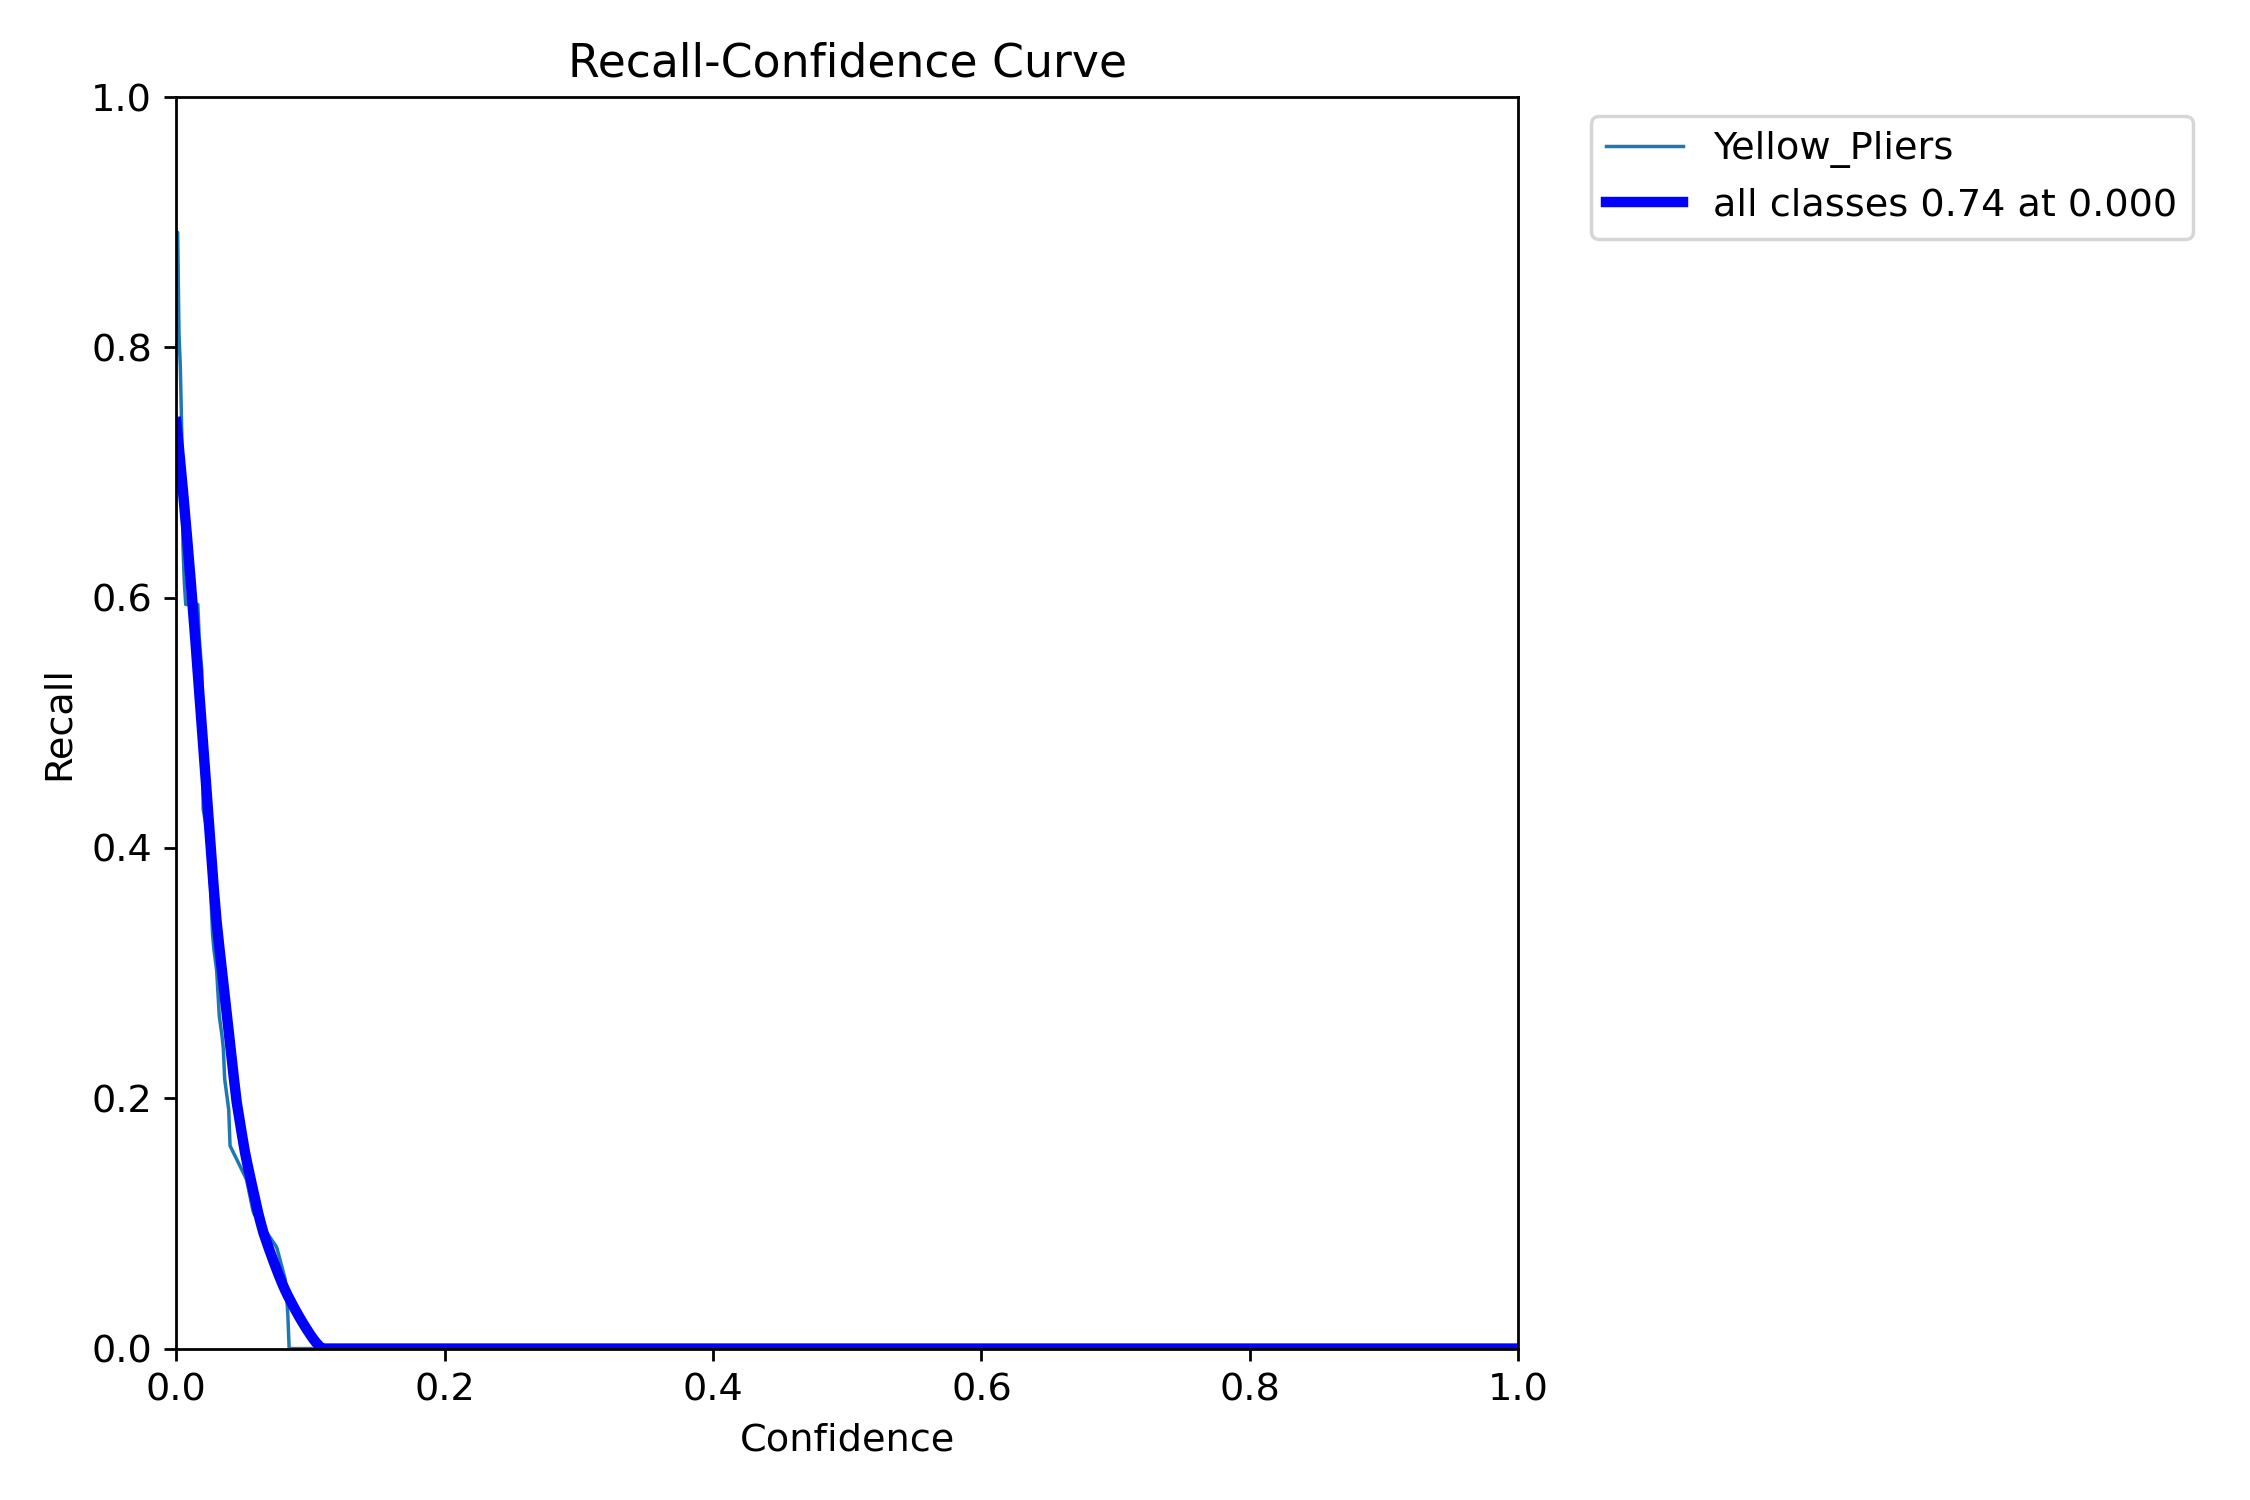 Recall-Confidence Curve
1.0
0.8
0.6
0.4
0.2
0.0
Recall
0.0 0.2 0.4 0.6 0.8 1.0
Confidence
Yellow_Pliers
all classes 0.74 at 0.000